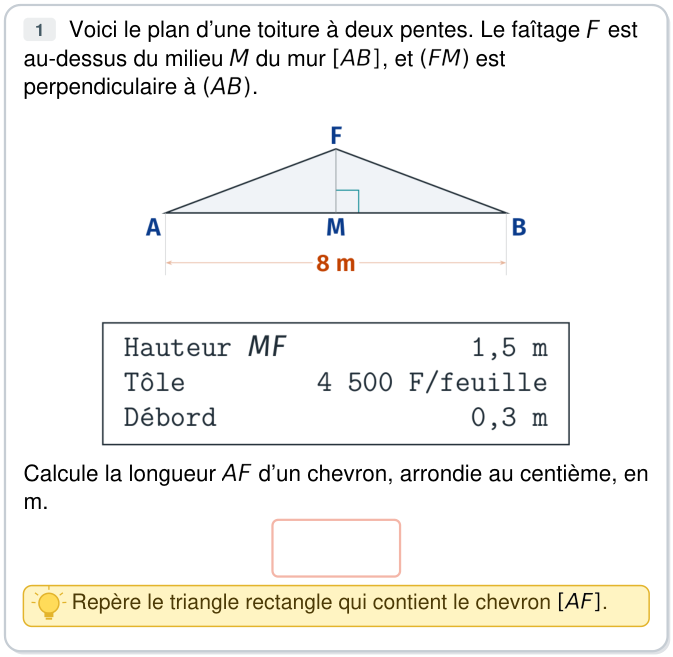 1 Voici le plan d’une toiture à deux pentes. Le faîtage F est
au-dessus du milieu M du mur [AB], et (FM) est
perpendiculaire à (AB).
F
A
M
B
8 m
Hauteur MF 1,5 m
Tôle 4 500 F/feuille
Débord 0,3 m
Calcule la longueur AF d’un chevron, arrondie au centième, en
m.
Repère le triangle rectangle qui contient le chevron [AF].